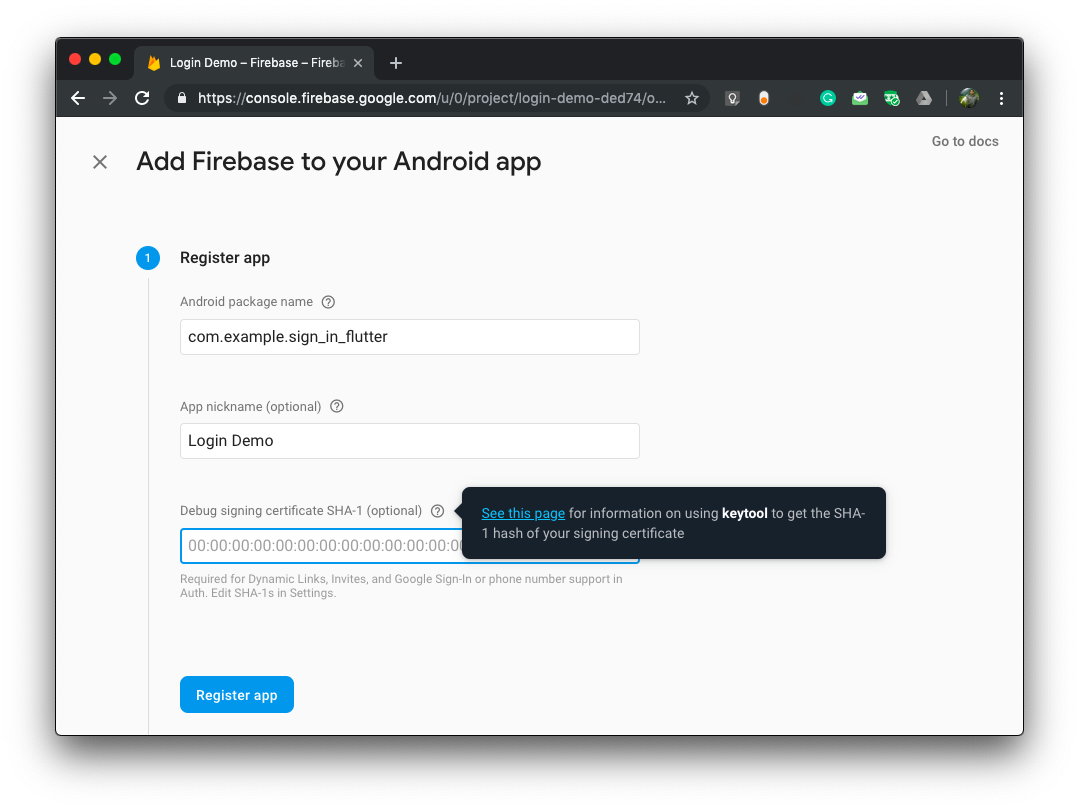 Login Demo – Firebase – Fireba
https://console.firebase.google.com/u/0/project/login-demo-ded74/o...
Go to docs
Add Firebase to your Android app
1
Register app
Android package name ?
com.example.sign_in_flutter
App nickname (optional) ?
Login Demo
Debug signing certificate SHA-1 (optional) ?
See this page for information on using keytool to get the SHA-
1 hash of your signing certificate
00:00:00:00:00:00:00:00:00:00:00:00:0
Required for Dynamic Links, Invites, and Google Sign-In or phone number support in
Auth. Edit SHA-1s in Settings.
Register app